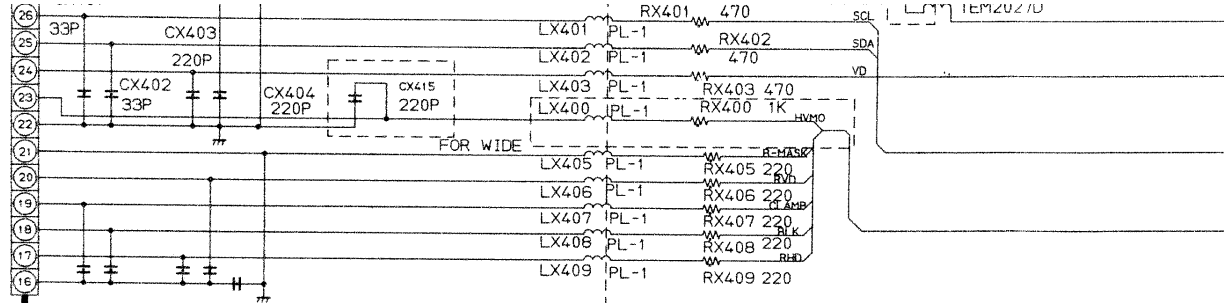 26
RX401 470
SCL
TEM2027D
33P
CX403
LX401 PL-1
25
RX402
SDA
LX402 PL-1
470
220P
24
VD
CX402
CX404
CX415
LX403 PL-1
RX403 470
23
33P
220P
220P
LX400 PL-1
RX400 1K
HVMO
22
FOR WIDE
21
R-MASK
LX405 PL-1
RX405 220
20
RVD
LX406 PL-1
RX406 220
19
CLAMP
LX407 PL-1
RX407 220
18
BLK
LX408 PL-1
RX408 220
17
RHD
LX409 PL-1
RX409 220
16